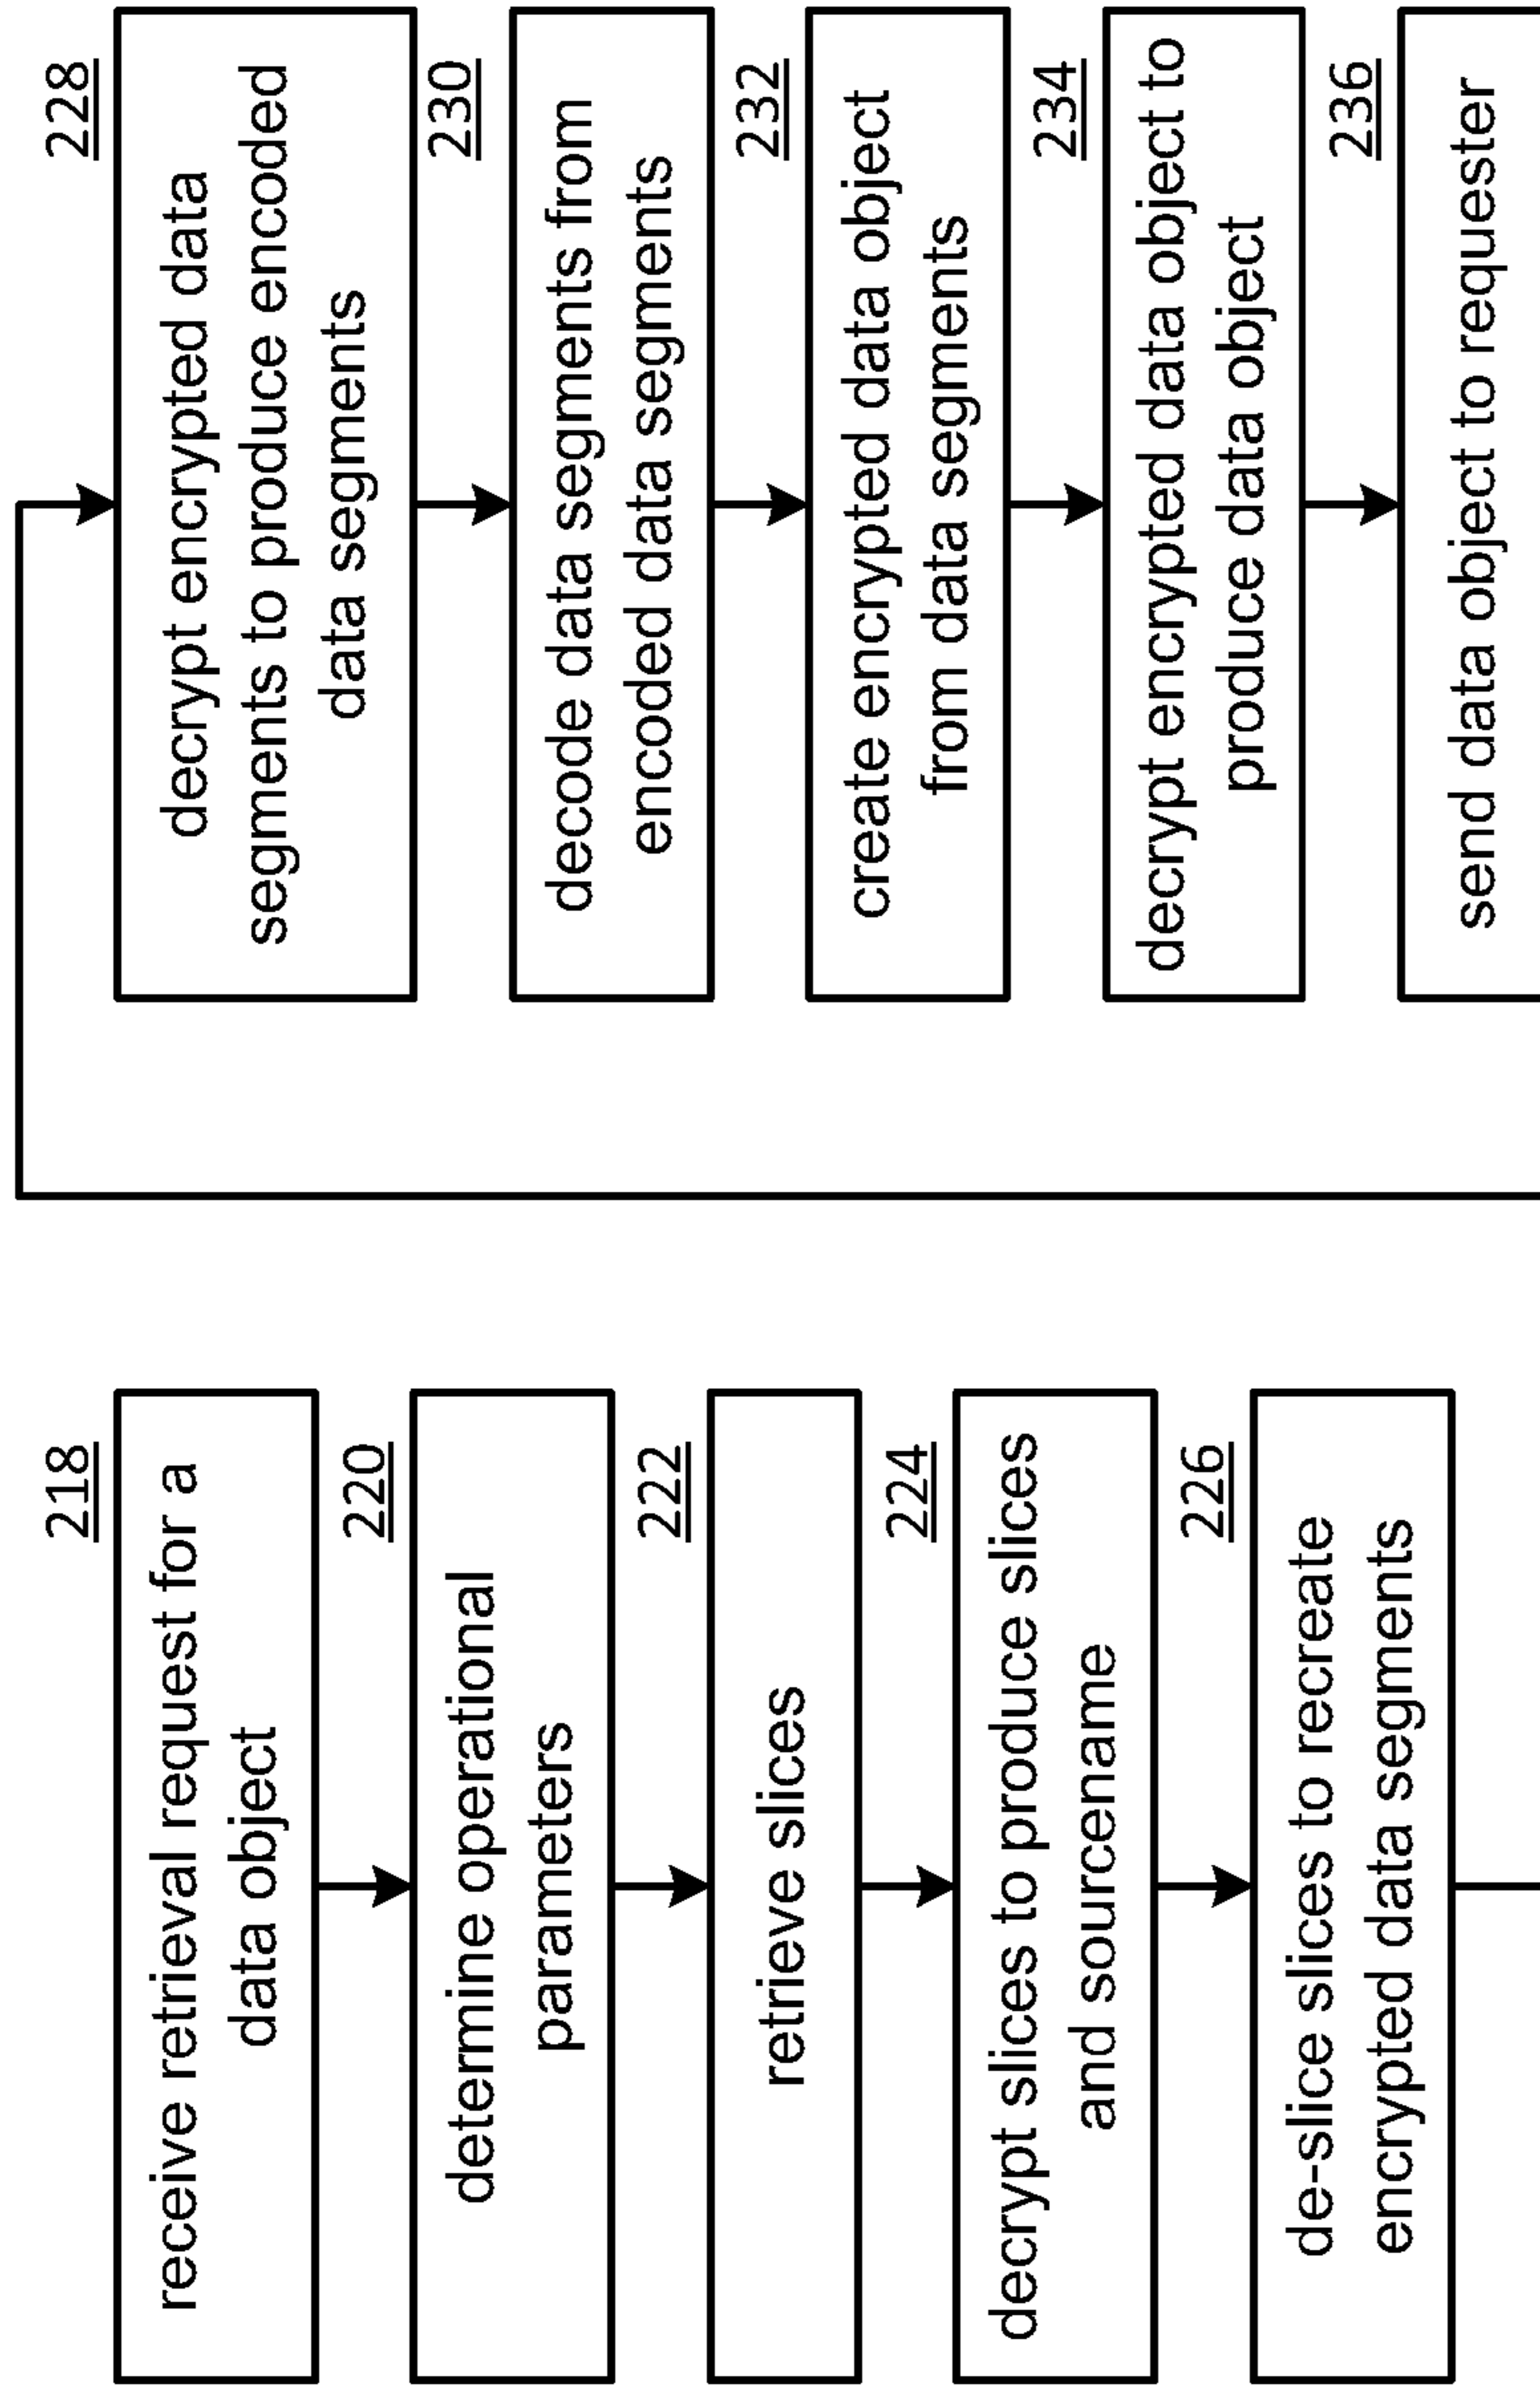 218
receive retrieval request for a
data object
220
determine operational
parameters
222
retrieve slices
224
decrypt slices to produce slices
and sourcename
226
de-slice slices to recreate
encrypted data segments
228
decrypt encrypted data
segments to produce encoded
data segments
230
decode data segments from
encoded data segments
232
create encrypted data object
from data segments
234
decrypt encrypted data object to
produce data object
236
send data object to requester